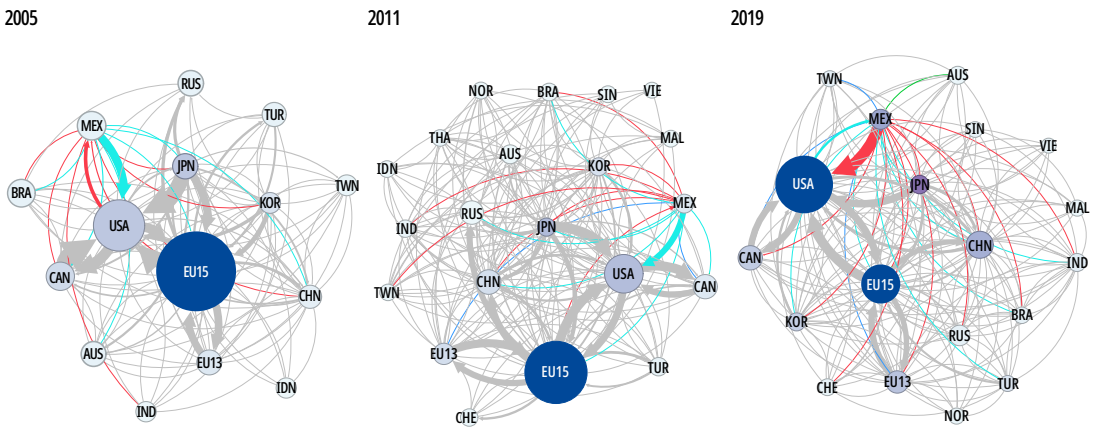 2005
RUS
TUR
MEX
JPN
TWN
BRA
KOR
USA
EU15
CAN
CHN
AUS
EU13
IDN
IND
2011
NOR
BRA
SIN
VIE
THA
MAL
AUS
IDN
KOR
MEX
RUS
IND
JPN
USA
CHN
CAN
TWN
EU13
EU15
TUR
CHE
2019
TWN
AUS
MEX
SIN
VIE
USA
JPN
MAL
CHN
CAN
IND
EU15
BRA
KOR
RUS
CHE
EU13
TUR
NOR